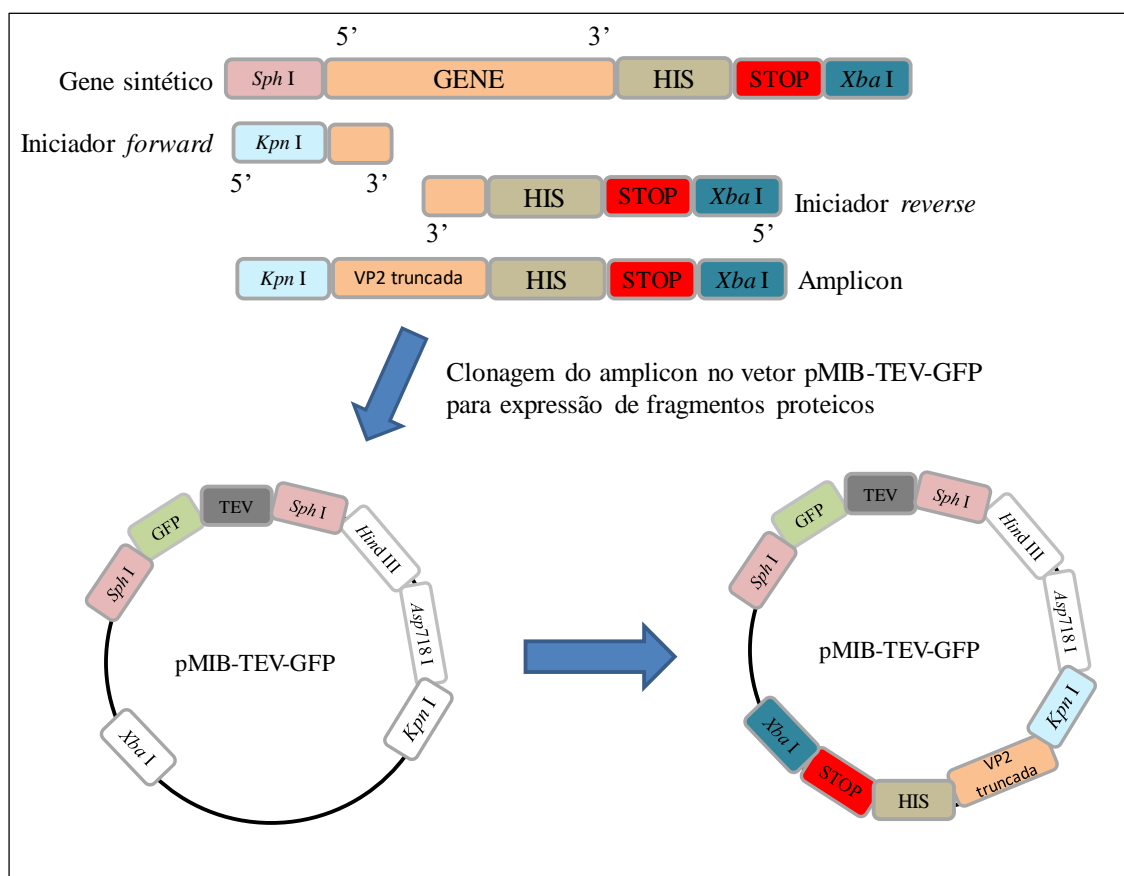 5’ 3’
Gene sintético Sph I GENE HIS STOP Xba I
Iniciador forward Kpn I
5’ 3’
HIS STOP Xba I Iniciador reverse
3’ 5’
Kpn I VP2 truncada HIS STOP Xba I Amplicon
Clonagem do amplicon no vetor pMIB-TEV-GFP
para expressão de fragmentos proteicos
Sph I
GFP
TEV
Sph I
Hind III
Asp718 I
Kpn I
Xba I
pMIB-TEV-GFP
Sph I
GFP
TEV
Sph I
Hind III
Asp718 I
Kpn I
VP2
truncada
HIS
STOP
Xba I
pMIB-TEV-GFP